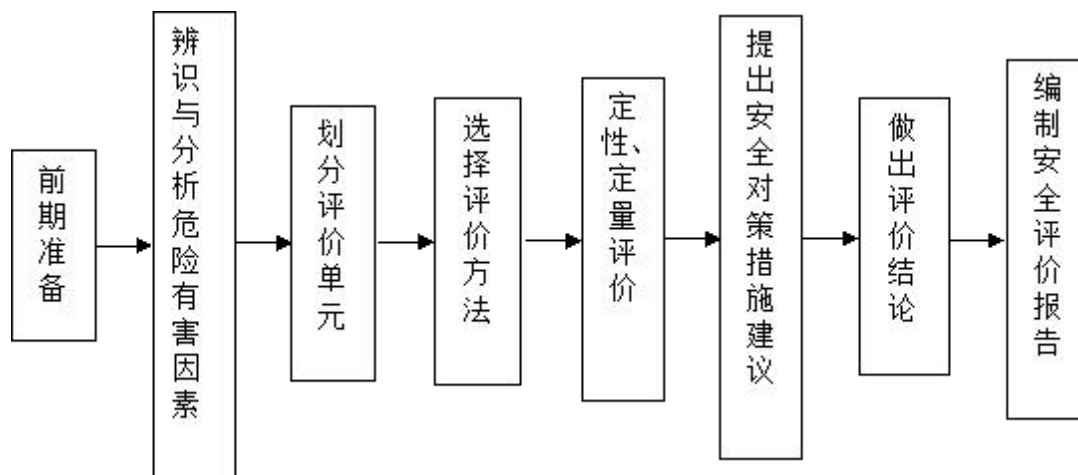 前期准备
辨识与分析危险有害因素
划分评价单元
选择评价方法
定性、定量评价
提出安全对策措施建议
做出评价结论
编制安全评价报告